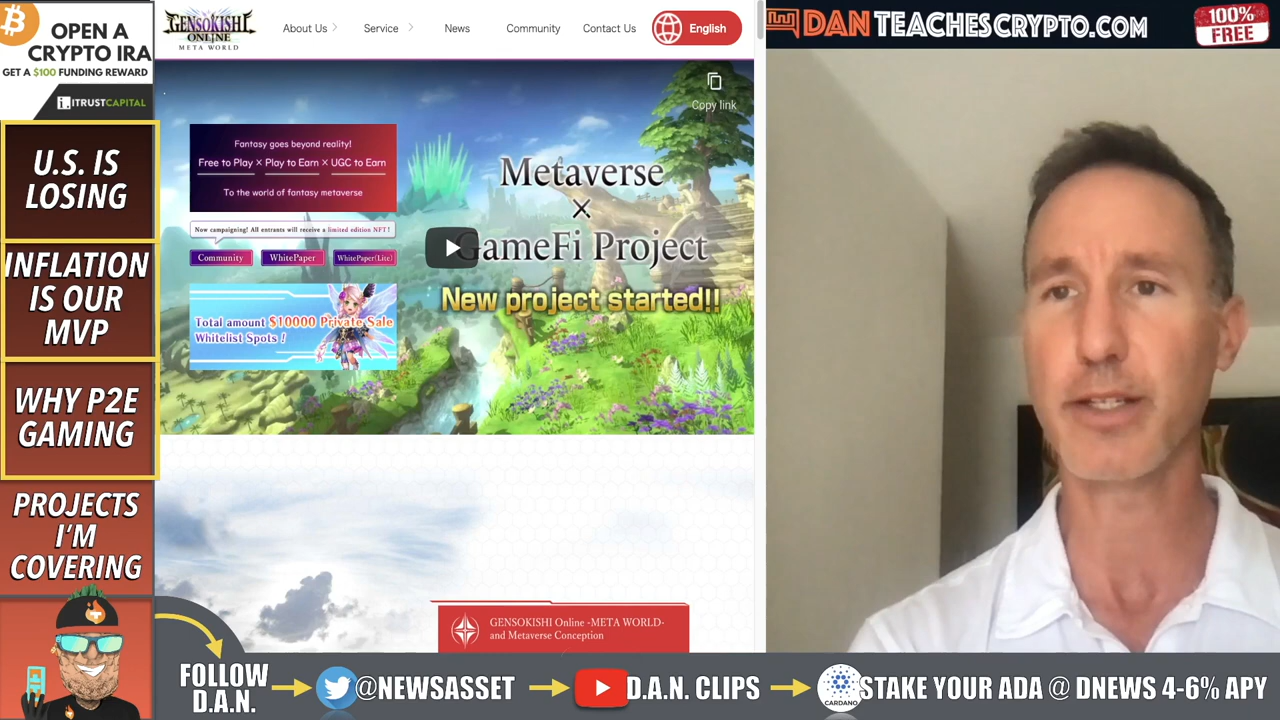 OPEN A
CRYPTO IRA
GET A $100 FUNDING REWARD
ITRUSTCAPITAL
U.S. IS
LOSING
INFLATION
IS OUR
MVP
WHY P2E
GAMING
PROJECTS
I'M
COVERING
GENSOKISHI
ONLINE
META WORLD
About Us
Service
News
Community
Contact Us
English
Copy link
Fantasy goes beyond reality!
Free to Play × Play to Earn × UGC to Earn
To the world of fantasy metaverse
Now campaigning! All entrants will receive a limited edition NFT!
Community
WhitePaper
WhitePaper(Lite)
Total amount $10000 Private Sale
Whitelist Spots !
Metaverse
×
GameFi Project
New project started!!
GENSOKISHI Online -META WORLD-
and Metaverse Conception
DANTEACHESCRYPTO.COM
100%
FREE
FOLLOW
D.A.N.
@NEWSASSET
D.A.N. CLIPS
CARDANO
STAKE YOUR ADA @ DNEWS 4-6% APY